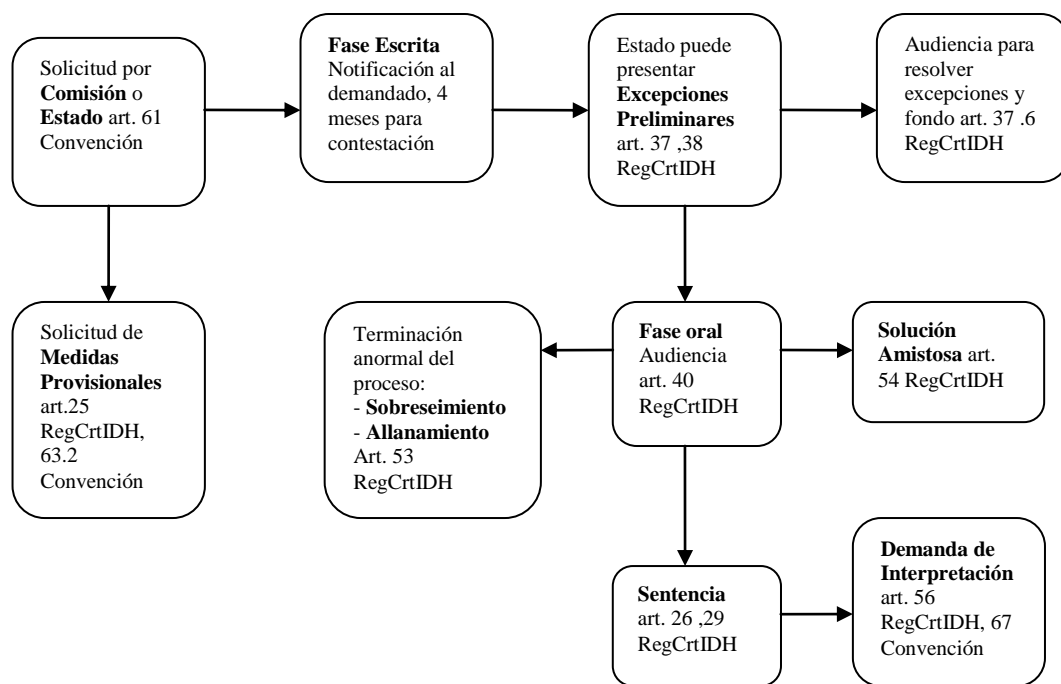 Solicitud por
Comisión o
Estado art. 61
Convención
Fase Escrita
Notificación al
demandado, 4
meses para
contestación
Estado puede
presentar
Excepciones
Preliminares
art. 37 ,38
RegCrtIDH
Audiencia para
resolver
excepciones y
fondo art. 37 .6
RegCrtIDH
Solicitud de
Medidas
Provisionales
art.25
RegCrtIDH,
63.2
Convención
Terminación
anormal del
proceso:
- Sobreseimiento
- Allanamiento
Art. 53
RegCrtIDH
Fase oral
Audiencia
art. 40
RegCrtIDH
Solución
Amistosa art.
54 RegCrtIDH
Sentencia
art. 26 ,29
RegCrtIDH
Demanda de
Interpretación
art. 56
RegCrtIDH, 67
Convención